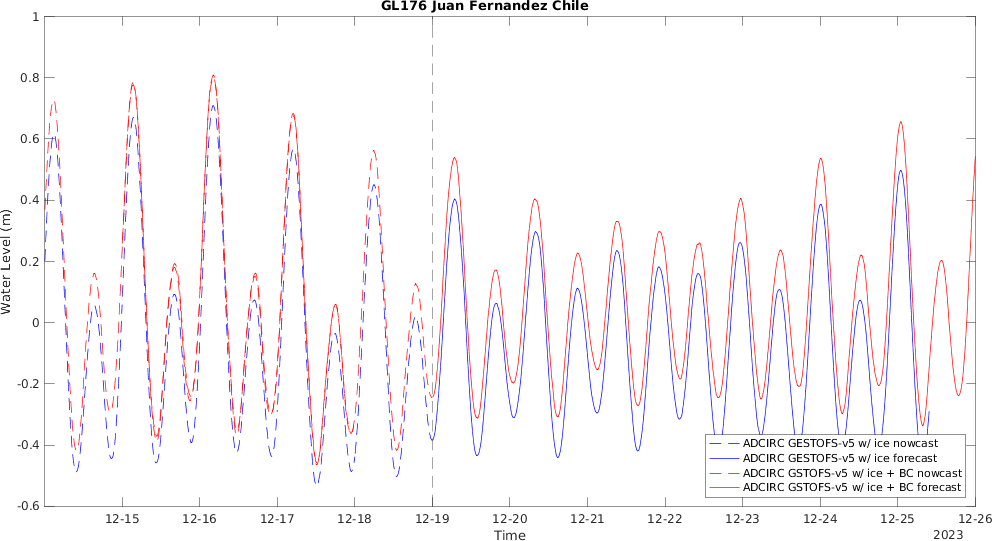 GL176 Juan Fernandez Chile
1
0.8
0.6
0.4
0.2
0
-0.2
-0.4
-0.6
Water Level (m)
ADCIRC GESTOFS-v5 w/ ice nowcast
ADCIRC GESTOFS-v5 w/ ice forecast
ADCIRC GSTOFS-v5 w/ ice + BC nowcast
ADCIRC GSTOFS-v5 w/ ice + BC forecast
12-15 12-16 12-17 12-18 12-19 12-20 12-21 12-22 12-23 12-24 12-25 12-26
Time
2023